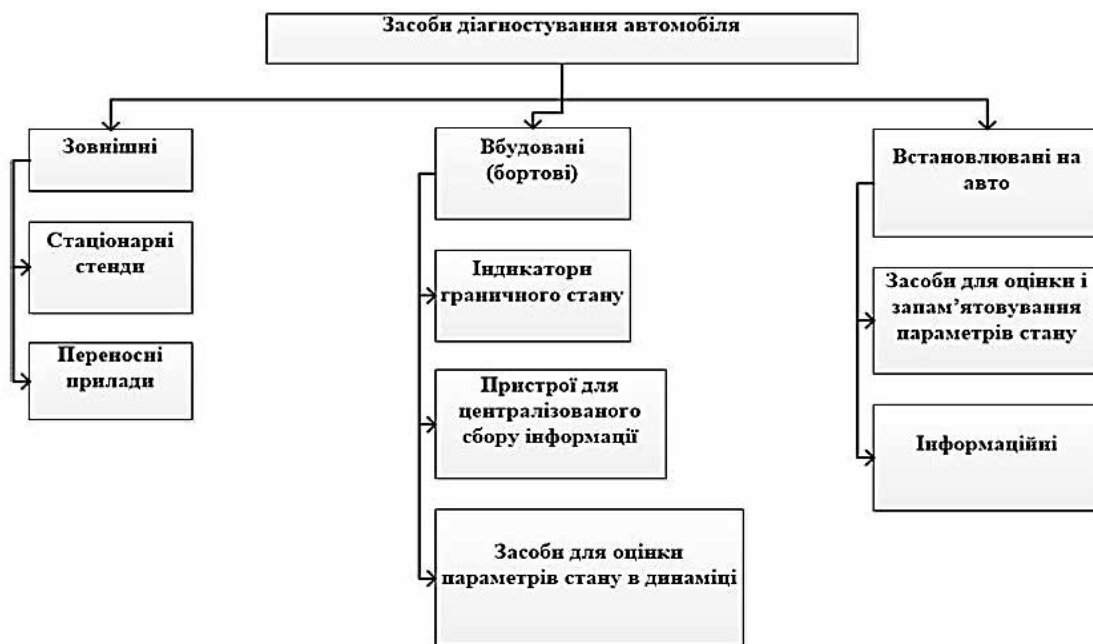 Засоби діагностування автомобіля
Зовнішні
Стаціонарні
стенди
Переносні
прилади
Вбудовані
(бортові)
Індикатори
граничного стану
Пристрої для
централізованого
сбору інформації
Засоби для оцінки
параметрів стану в динаміці
Встановлювані на
авто
Засоби для оцінки і
запам’ятовування
параметрів стану
Інформаційні